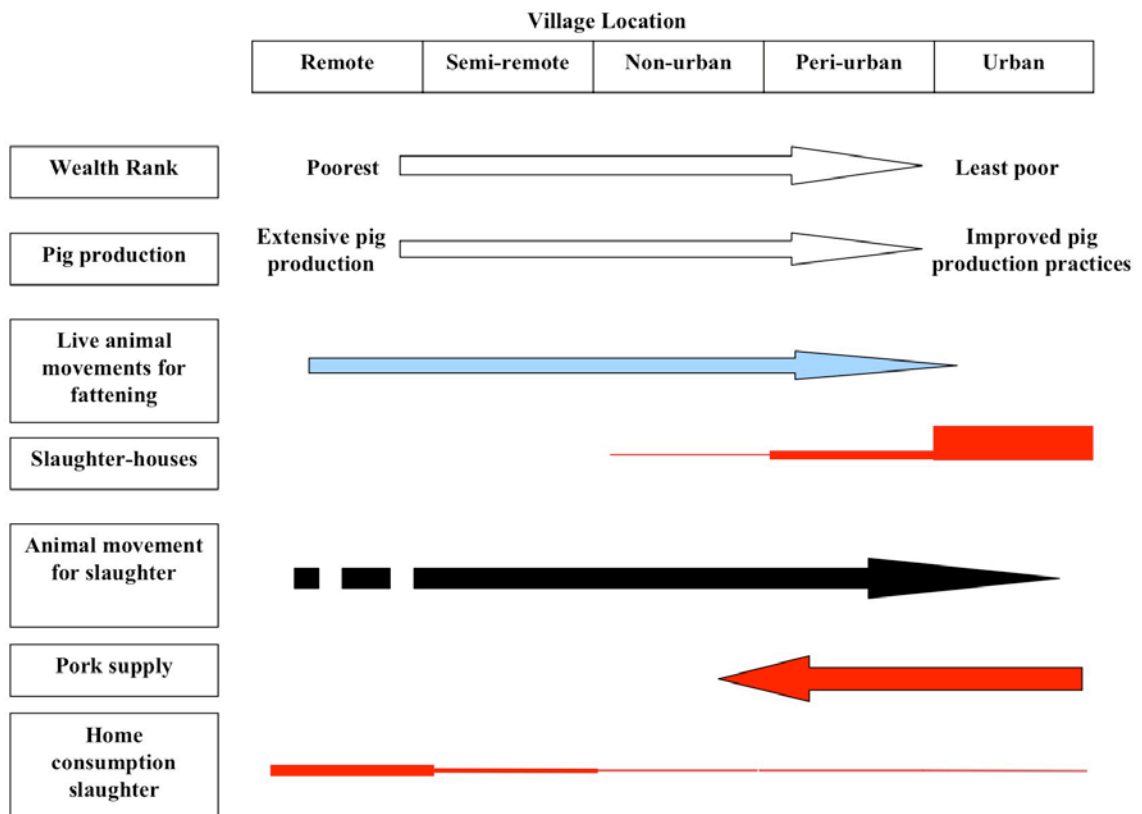 Village Location
Remote
Semi-remote
Non-urban
Peri-urban
Urban
Wealth Rank
Poorest
Least poor
Pig production
Extensive pig
production
Improved pig
production practices
Live animal
movements for
fattening
Slaughter-houses
Animal movement
for slaughter
Pork supply
Home
consumption
slaughter